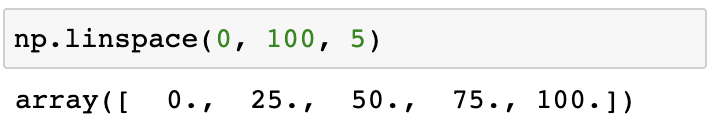 np.linspace(0, 100, 5)
array([  0.,  25.,  50.,  75., 100.])